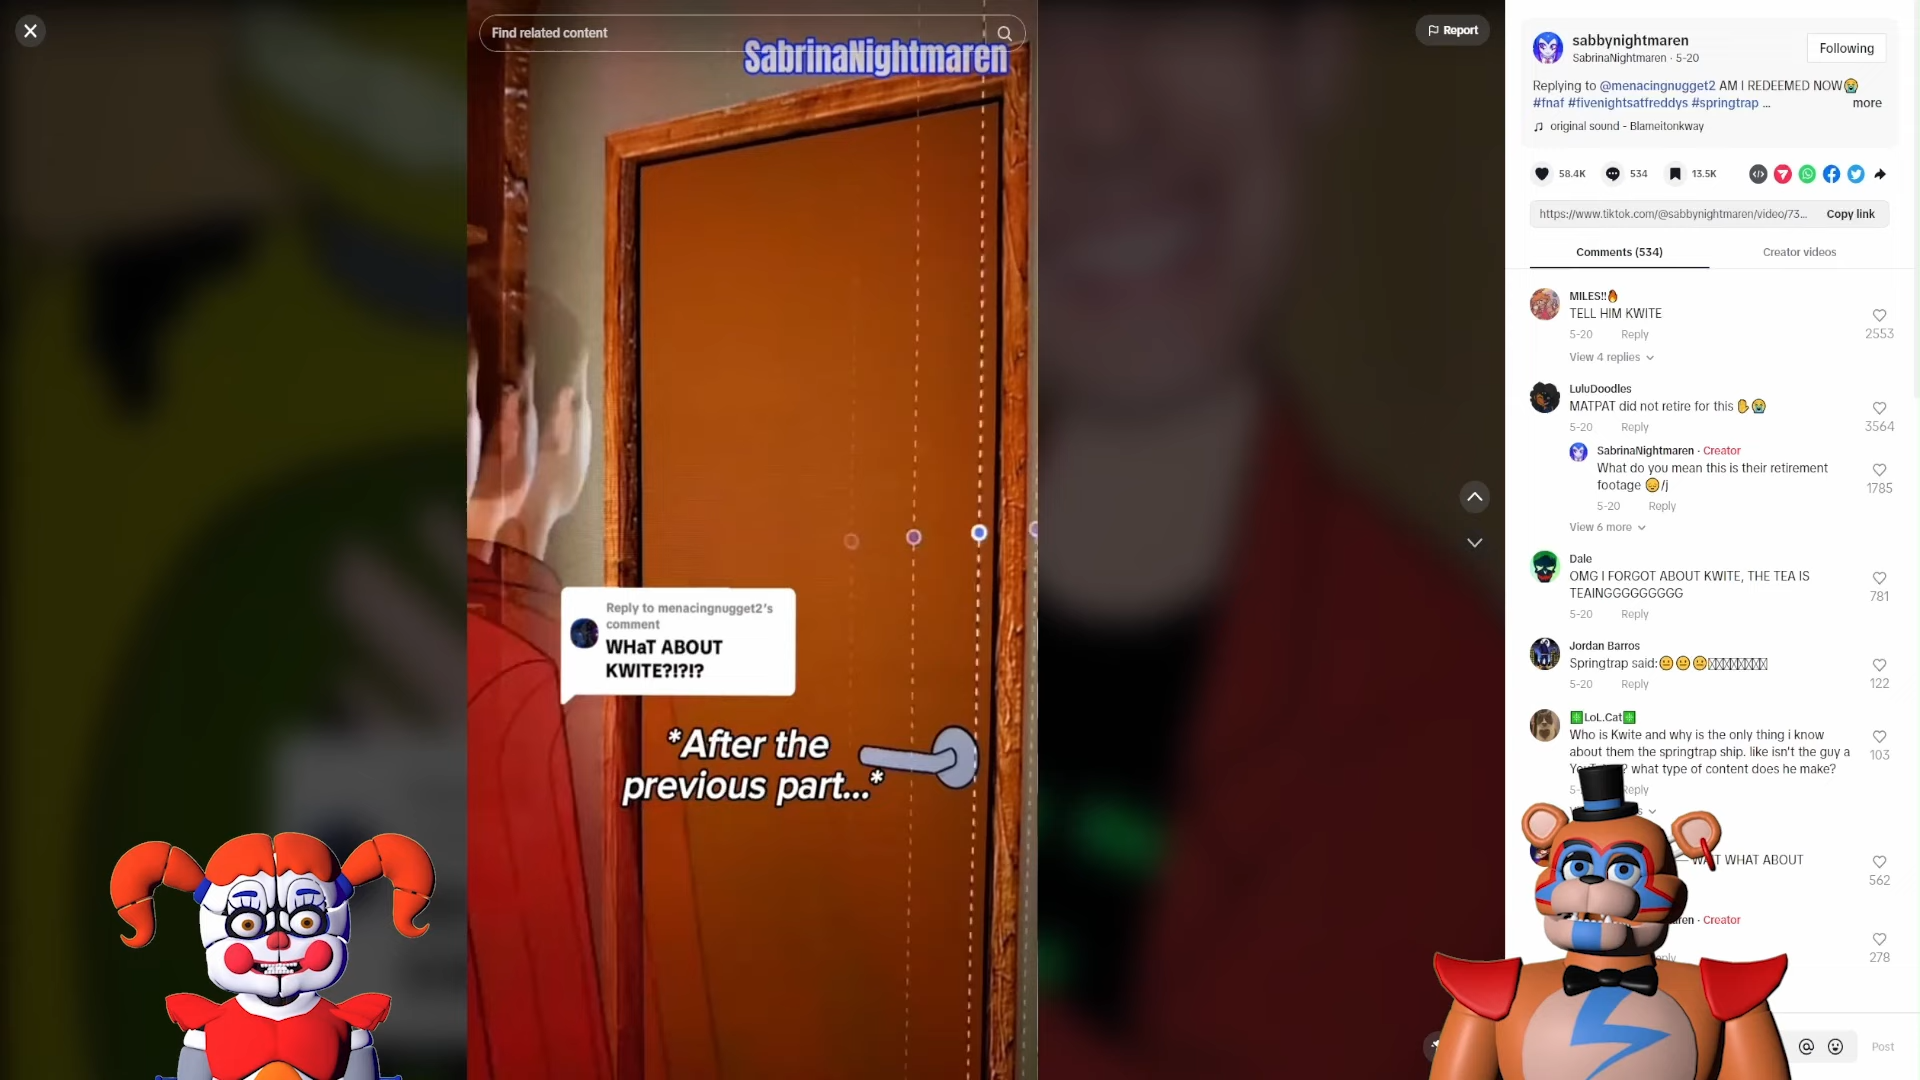 Find related content
SabrinaNightmaren
Reply to menacingnugget2's
comment
WHaT ABOUT
KWITE?!?!?
*After the
previous part...*
Report
sabbynightmaren
SabrinaNightmaren · 5-20
Following
Replying to @menacingnugget2 AM I REDEEMED NOW😭
#fnaf #fivenightsatfreddys #springtrap ...
more
original sound - Blameitonkway
58.4K
534
13.5K
https://www.tiktok.com/@sabbynightmaren/video/73...
Copy link
Comments (534)
Creator videos
MILES!!🔥
TELL HIM KWITE
5-20 Reply
2553
View 4 replies
LuluDoodles
MATPAT did not retire for this ✋😭
5-20 Reply
3564
SabrinaNightmaren · Creator
What do you mean this is their retirement
footage 😞/j
5-20 Reply
1785
View 6 more
Dale
OMG I FORGOT ABOUT KWITE, THE TEA IS
TEAINGGGGGGGGG
5-20 Reply
781
Jordan Barros
Springtrap said:😐😐😐
5-20 Reply
122
❇️LoL.Cat❇️
Who is Kwite and why is the only thing i know
about them the springtrap ship. like isn't the guy a
? what type of content does he make?
Reply
103
WHAT ABOUT
562
Creator
278
Post